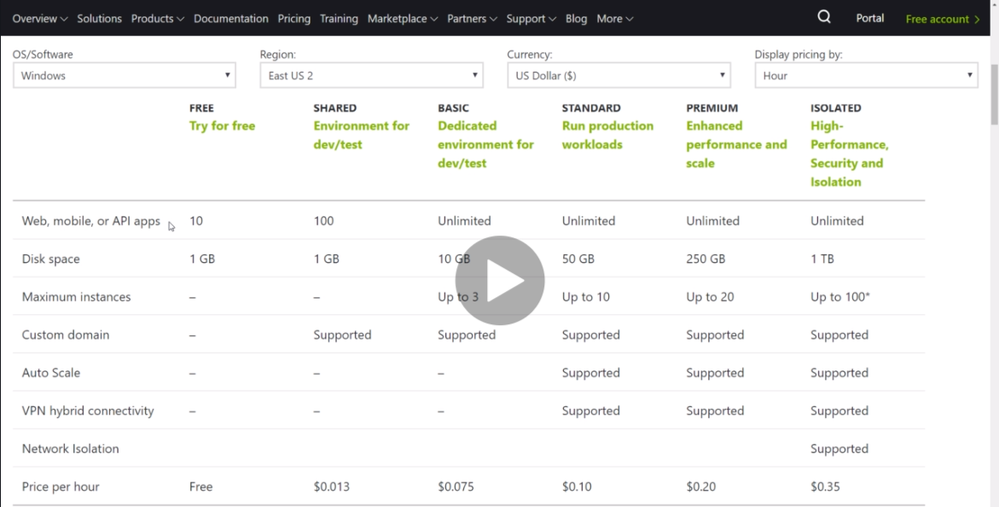 Overview Solutions Products Documentation Pricing Training Marketplace Partners Support Blog More Portal Free account >
OS/Software Region: Currency: Display pricing by:
Windows East US 2 US Dollar ($) Hour
FREE SHARED BASIC STANDARD PREMIUM ISOLATED
Try for free Environment for Dedicated Run production Enhanced High-
dev/test environment for workloads performance and Performance,
dev/test scale Security and
Isolation
Web, mobile, or API apps 10 100 Unlimited Unlimited Unlimited Unlimited
Disk space 1 GB 1 GB 10 GB 50 GB 250 GB 1 TB
Maximum instances – – Up to 3 Up to 10 Up to 20 Up to 100*
Custom domain – Supported Supported Supported Supported Supported
Auto Scale – – – Supported Supported Supported
VPN hybrid connectivity – – – Supported Supported Supported
Network Isolation Supported
Price per hour Free $0.013 $0.075 $0.10 $0.20 $0.35